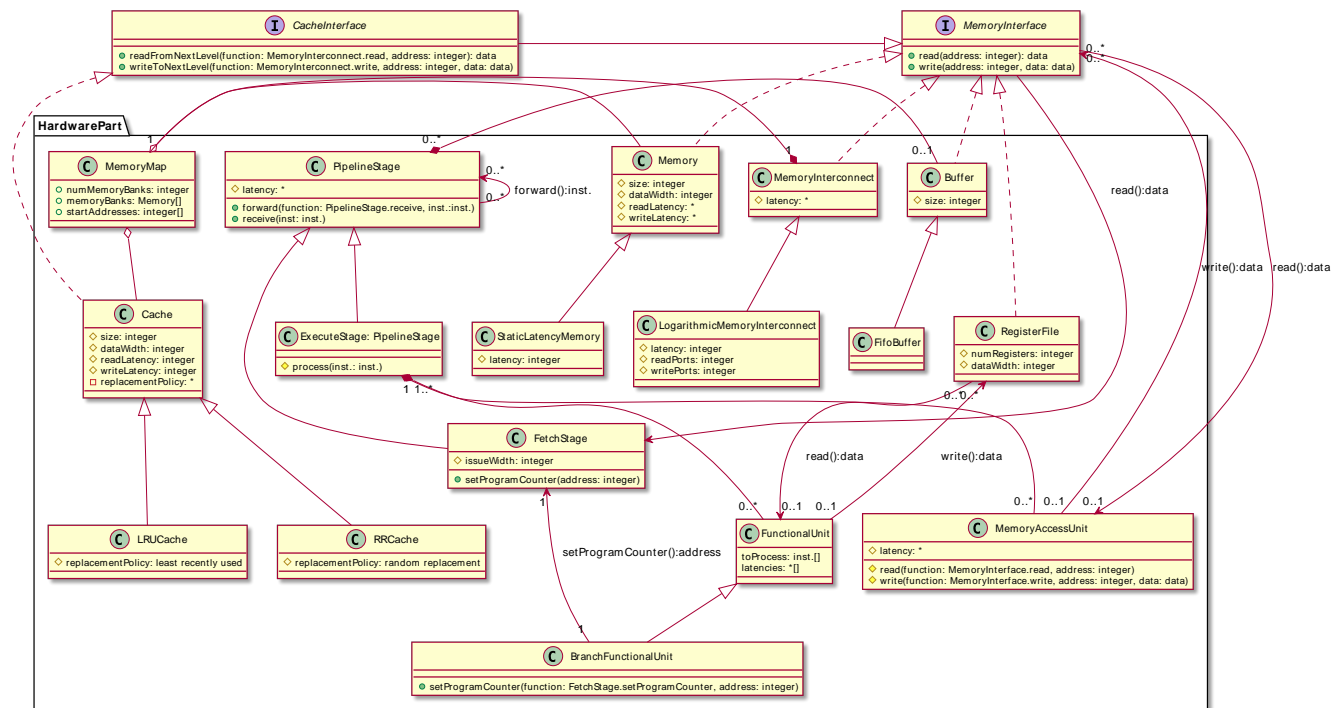 CacheInterface
readFromNextLevel(function: MemoryInterconnect.read, address: integer): data
writeToNextLevel(function: MemoryInterconnect.write, address: integer, data: data)
MemoryInterface
read(address: integer): data
write(address: integer, data: data)
0..*
0..*
HardwarePart
1
0..*
1
0..1
MemoryMap
numMemoryBanks: integer
memoryBanks: Memory[]
startAddresses: integer[]
PipelineStage
latency: *
forward(function: PipelineStage.receive, inst.:inst.)
receive(inst: inst.)
0..*
0..*
forward():inst.
Memory
size: integer
dataWidth: integer
readLatency: *
writeLatency: *
MemoryInterconnect
latency: *
Buffer
size: integer
read():data
write():data
read():data
Cache
size: integer
dataWidth: integer
readLatency: integer
writeLatency: integer
replacementPolicy: *
ExecuteStage: PipelineStage
process(inst.: inst.)
StaticLatencyMemory
latency: integer
LogarithmicMemoryInterconnect
latency: integer
readPorts: integer
writePorts: integer
FifoBuffer
RegisterFile
numRegisters: integer
dataWidth: integer
1
1..*
0..*
0..*
FetchStage
issueWidth: integer
setProgramCounter(address: integer)
read():data
write():data
1
0..*
0..1
0..1
0..*
0..1
0..1
LRUCache
replacementPolicy: least recently used
RRCache
replacementPolicy: random replacement
setProgramCounter():address
FunctionalUnit
toProcess: inst.[]
latencies: *[]
MemoryAccessUnit
latency: *
read(function: MemoryInterface.read, address: integer)
write(function: MemoryInterface.write, address: integer, data: data)
1
BranchFunctionalUnit
setProgramCounter(function: FetchStage.setProgramCounter, address: integer)